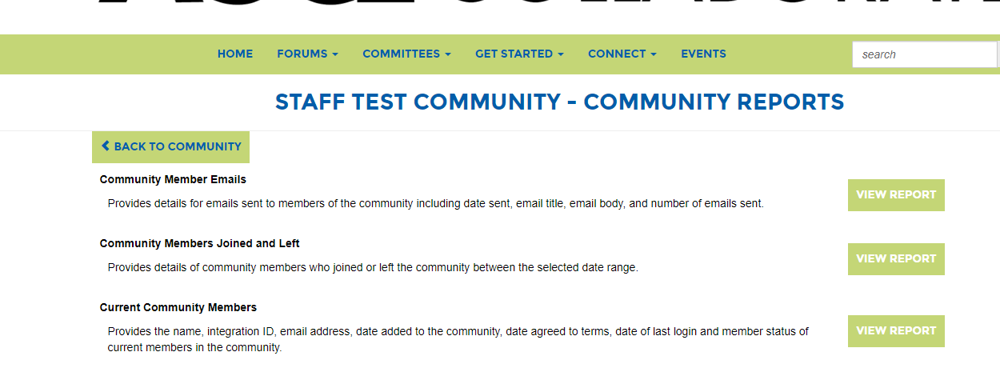 HOME FORUMS COMMITTEES GET STARTED CONNECT EVENTS search
STAFF TEST COMMUNITY - COMMUNITY REPORTS
BACK TO COMMUNITY
Community Member Emails
Provides details for emails sent to members of the community including date sent, email title, email body, and number of emails sent.
VIEW REPORT
Community Members Joined and Left
Provides details of community members who joined or left the community between the selected date range.
VIEW REPORT
Current Community Members
Provides the name, integration ID, email address, date added to the community, date agreed to terms, date of last login and member status of
current members in the community.
VIEW REPORT